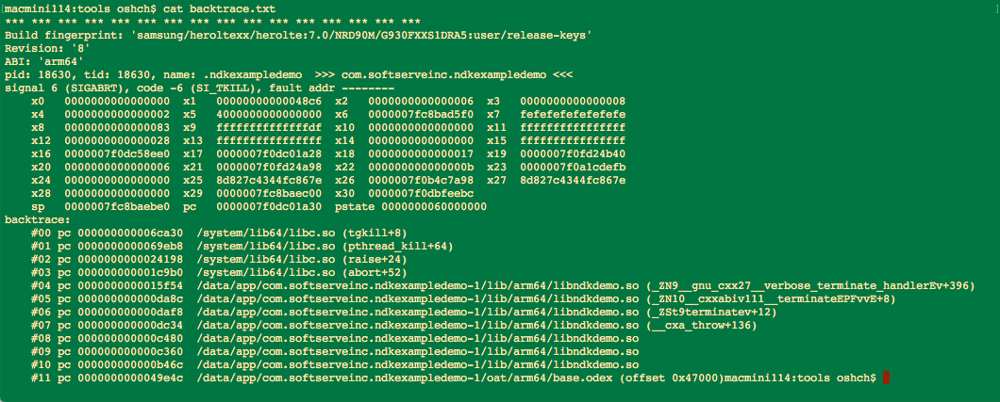 macmini114:tools oshch$ cat backtrace.txt
*** *** *** *** *** *** *** *** *** *** *** *** *** *** *** ***
Build fingerprint: 'samsung/heroltexx/herolte:7.0/NRD90M/G930FXXS1DRA5:user/release-keys'
Revision: '8'
ABI: 'arm64'
pid: 18630, tid: 18630, name: .ndkexampledemo  >>> com.softserveinc.ndkexampledemo <<<
signal 6 (SIGABRT), code -6 (SI_TKILL), fault addr --------
    x0   0000000000000000  x1   00000000000048c6  x2   0000000000000006  x3   0000000000000008
    x4   0000000000000002  x5   4000000000000000  x6   0000007fc8bad5f0  x7   fefefefefefefefe
    x8   0000000000000083  x9   ffffffffffffffdf  x10  0000000000000000  x11  ffffffffffffffff
    x12  0000000000000028  x13  ffffffffffffffff  x14  0000000000000000  x15  ffffffffffffffff
    x16  0000007f0dc58ee0  x17  0000007f0dc01a28  x18  0000000000000017  x19  0000007f0fd24b40
    x20  0000000000000006  x21  0000007f0fd24a98  x22  000000000000000b  x23  0000007f0a1cdefb
    x24  0000000000000000  x25  8d827c4344fc867e  x26  0000007f0b4c7a98  x27  8d827c4344fc867e
    x28  0000000000000000  x29  0000007fc8baec00  x30  0000007f0dbfeebc
    sp   0000007fc8baebe0  pc   0000007f0dc01a30  pstate 0000000060000000
backtrace:
    #00 pc 000000000006ca30  /system/lib64/libc.so (tgkill+8)
    #01 pc 0000000000069eb8  /system/lib64/libc.so (pthread_kill+64)
    #02 pc 0000000000024198  /system/lib64/libc.so (raise+24)
    #03 pc 000000000001c9b0  /system/lib64/libc.so (abort+52)
    #04 pc 0000000000015f54  /data/app/com.softserveinc.ndkexampledemo-1/lib/arm64/libndkdemo.so (_ZN9__gnu_cxx27__verbose_terminate_handlerEv+396)
    #05 pc 000000000000da8c  /data/app/com.softserveinc.ndkexampledemo-1/lib/arm64/libndkdemo.so (_ZN10__cxxabiv111__terminateEPFvvE+8)
    #06 pc 000000000000daf8  /data/app/com.softserveinc.ndkexampledemo-1/lib/arm64/libndkdemo.so (_ZSt9terminatev+12)
    #07 pc 000000000000dc34  /data/app/com.softserveinc.ndkexampledemo-1/lib/arm64/libndkdemo.so (__cxa_throw+136)
    #08 pc 000000000000c480  /data/app/com.softserveinc.ndkexampledemo-1/lib/arm64/libndkdemo.so
    #09 pc 000000000000c360  /data/app/com.softserveinc.ndkexampledemo-1/lib/arm64/libndkdemo.so
    #10 pc 000000000000b46c  /data/app/com.softserveinc.ndkexampledemo-1/lib/arm64/libndkdemo.so
    #11 pc 0000000000049e4c  /data/app/com.softserveinc.ndkexampledemo-1/oat/arm64/base.odex (offset 0x47000)macmini114:tools oshch$